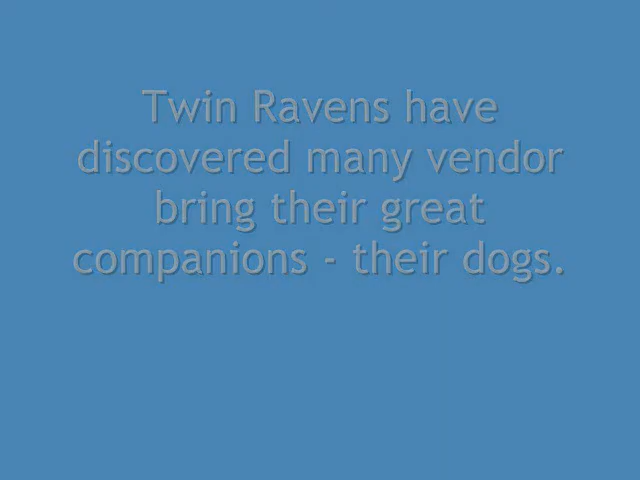 Twin Ravens have
discovered many vendor
bring their great
companions - their dogs.